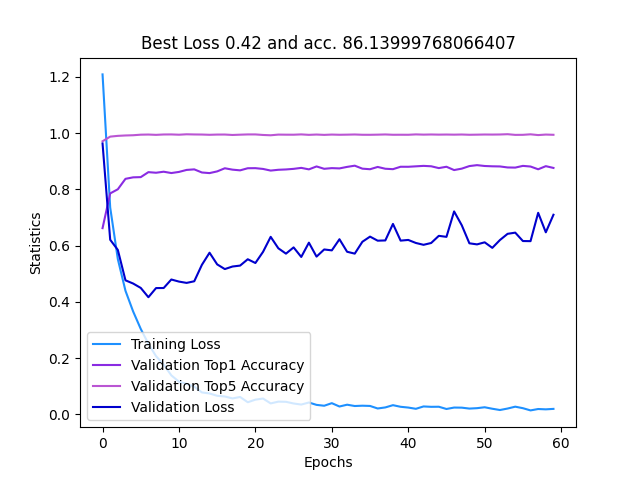 Best Loss 0.42 and acc. 86.13999768066407
1.2
1.0
0.8
0.6
0.4
0.2
0.0
Statistics
Training Loss
Validation Top1 Accuracy
Validation Top5 Accuracy
Validation Loss
0 10 20 30 40 50 60
Epochs